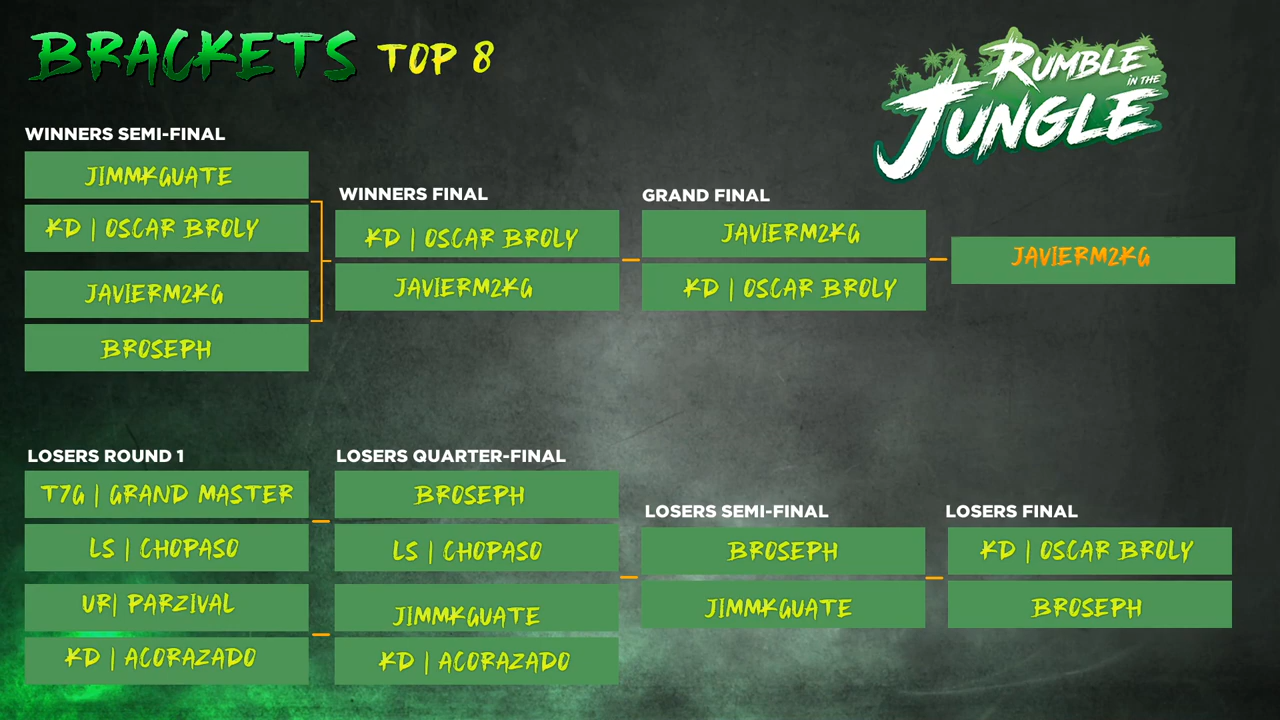 BRACKETS TOP 8
RUMBLE
IN THE
JUNGLE
WINNERS SEMI-FINAL
JIMMKGUATE
KD | OSCAR BROLY
JAVIERM2KG
BROSEPH
WINNERS FINAL
KD | OSCAR BROLY
JAVIERM2KG
GRAND FINAL
JAVIERM2KG
KD | OSCAR BROLY
JAVIERM2KG
LOSERS ROUND 1
T7G | GRAND MASTER
LS | CHOPASO
UR| PARZIVAL
KD | ACORAZADO
LOSERS QUARTER-FINAL
BROSEPH
LS | CHOPASO
JIMMKGUATE
KD | ACORAZADO
LOSERS SEMI-FINAL
BROSEPH
JIMMKGUATE
LOSERS FINAL
KD | OSCAR BROLY
BROSEPH